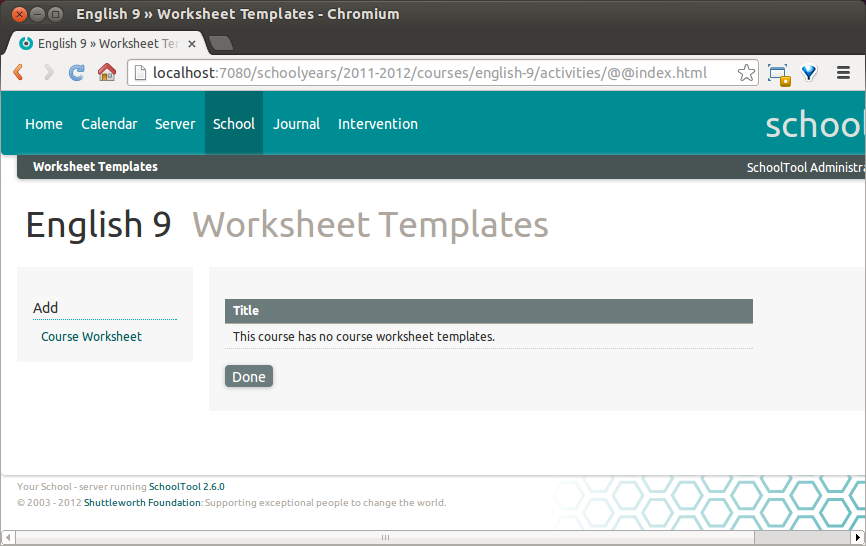 English 9 » Worksheet Templates - Chromium
English 9 » Worksheet Te
localhost:7080/schoolyears/2011-2012/courses/english-9/activities/@@index.html
Home Calendar Server School Journal Intervention school
Worksheet Templates SchoolTool Administra
English 9 Worksheet Templates
Add
Course Worksheet
Title
This course has no course worksheet templates.
Done
Your School - server running SchoolTool 2.6.0
© 2003 - 2012 Shuttleworth Foundation: Supporting exceptional people to change the world.